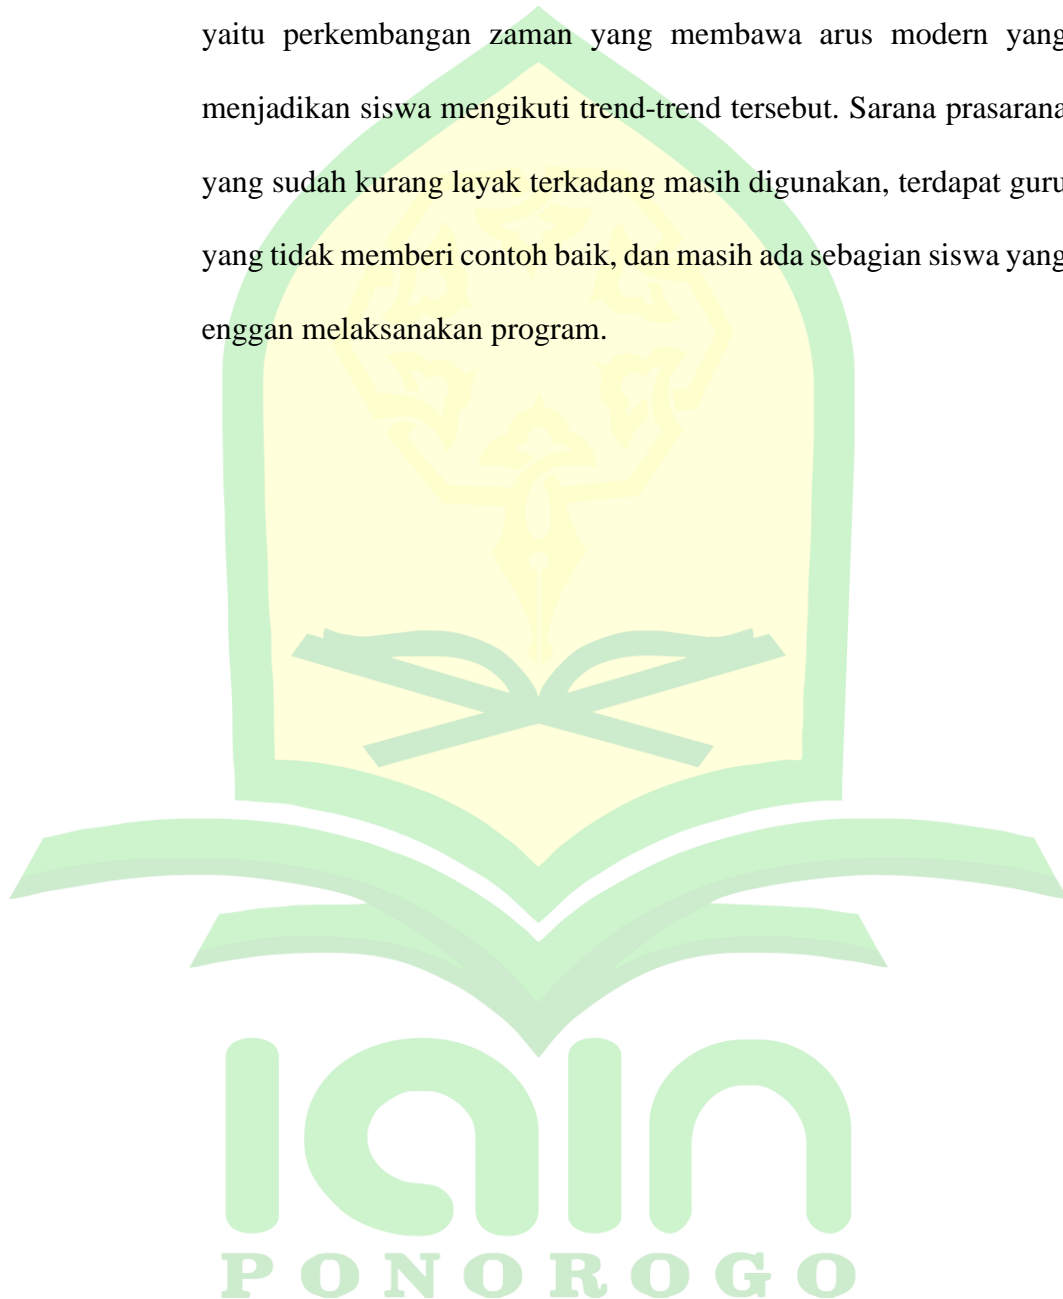 yaitu perkembangan zaman yang membawa arus modern yang
menjadikan siswa mengikuti trend-trend tersebut. Sarana prasarana
yang sudah kurang layak terkadang masih digunakan, terdapat guru
yang tidak memberi contoh baik, dan masih ada sebagian siswa yang
enggan melaksanakan program.
iain
PONOROGO